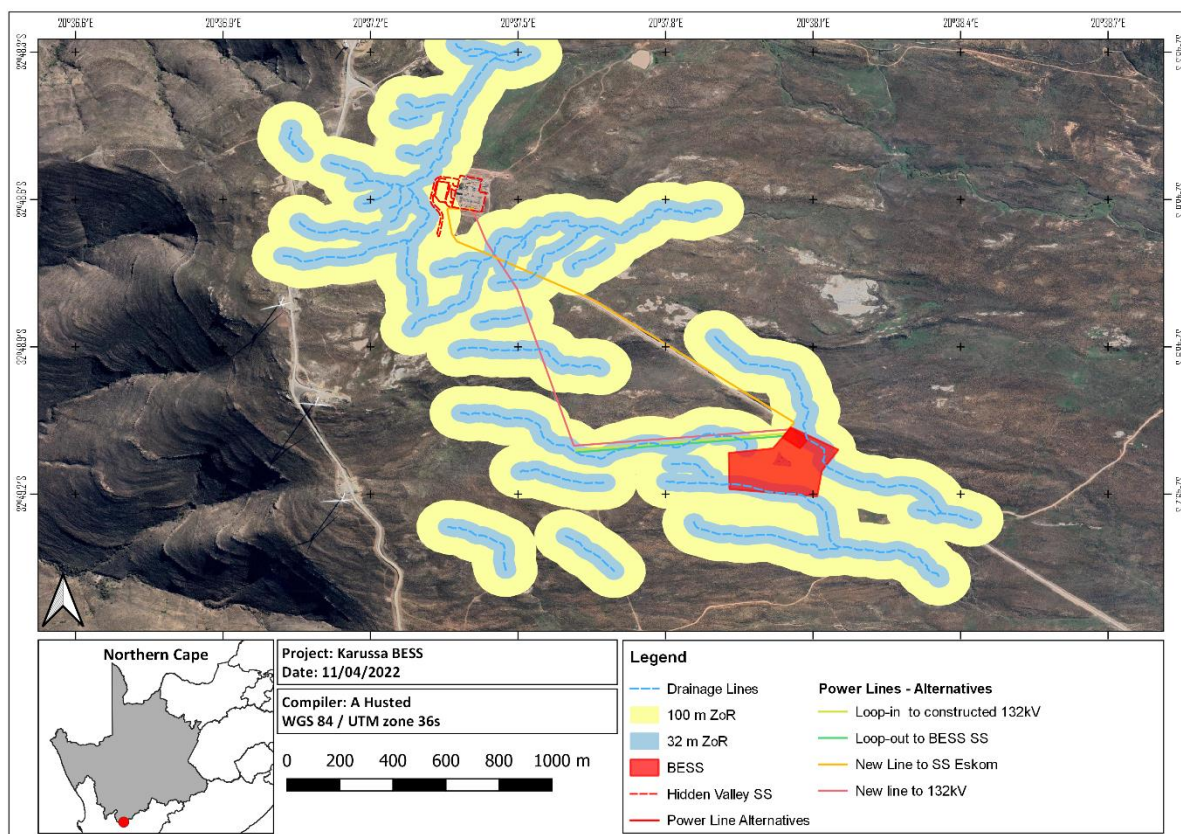 20°36.6'E 20°36.9'E 20°37.2'E 20°37.5'E 20°37.8'E 20°38.1'E 20°38.4'E 20°38.7'E
Northern Cape
Project: Karussa BESS
Date: 11/04/2022
Compiler: A Husted
WGS 84 / UTM zone 36s
0 200 400 600 800 1000 m
Legend
Drainage Lines
100 m ZoR
32 m ZoR
BESS
Hidden Valley SS
Power Line Alternatives
Power Lines - Alternatives
Loop-in to constructed 132kV
Loop-out to BESS SS
New Line to SS Eskom
New line to 132kV